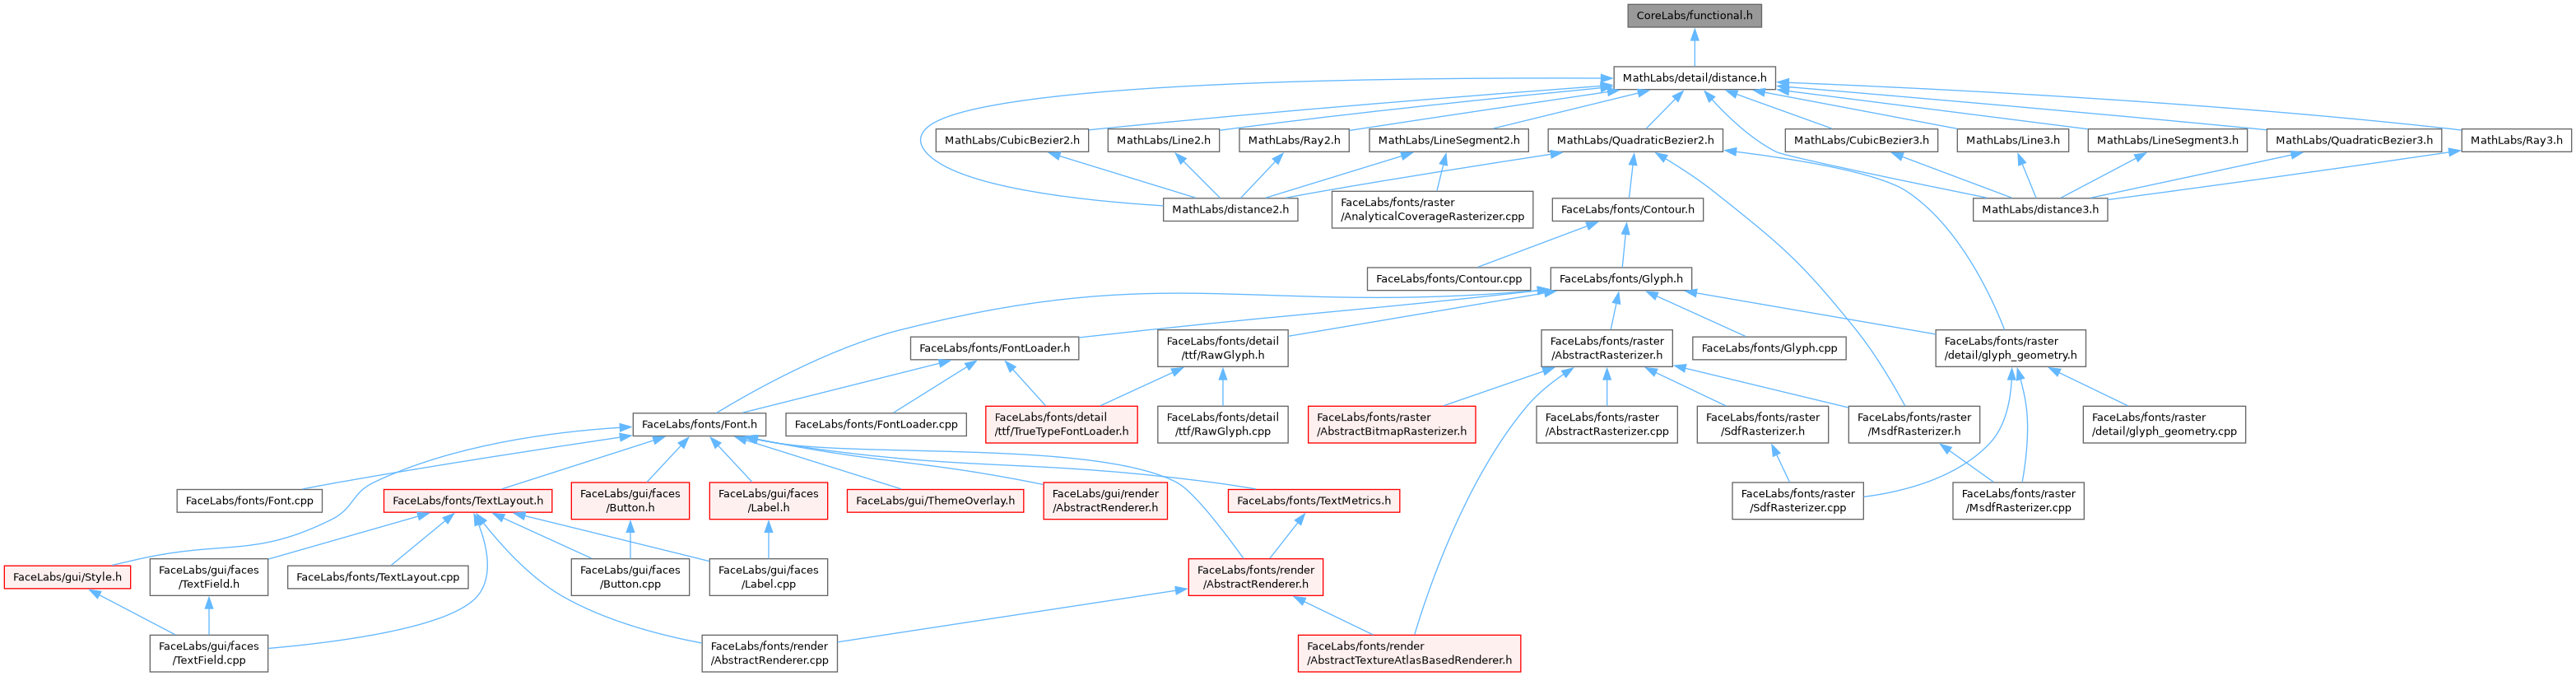 CoreLabs/functional.h
MathLabs/detail/distance.h
MathLabs/CubicBezier2.h
MathLabs/Line2.h
MathLabs/Ray2.h
MathLabs/LineSegment2.h
MathLabs/QuadraticBezier2.h
MathLabs/CubicBezier3.h
MathLabs/Line3.h
MathLabs/LineSegment3.h
MathLabs/QuadraticBezier3.h
MathLabs/Ray3.h
MathLabs/distance2.h
FaceLabs/fonts/raster
/AnalyticalCoverageRasterizer.cpp
FaceLabs/fonts/Contour.h
MathLabs/distance3.h
FaceLabs/fonts/Contour.cpp
FaceLabs/fonts/Glyph.h
FaceLabs/fonts/FontLoader.h
FaceLabs/fonts/detail
/ttf/RawGlyph.h
FaceLabs/fonts/raster
/AbstractRasterizer.h
FaceLabs/fonts/Glyph.cpp
FaceLabs/fonts/raster
/detail/glyph_geometry.h
FaceLabs/fonts/Font.h
FaceLabs/fonts/FontLoader.cpp
FaceLabs/fonts/detail
/ttf/TrueTypeFontLoader.h
FaceLabs/fonts/detail
/ttf/RawGlyph.cpp
FaceLabs/fonts/raster
/AbstractBitmapRasterizer.h
FaceLabs/fonts/raster
/AbstractRasterizer.cpp
FaceLabs/fonts/raster
/SdfRasterizer.h
FaceLabs/fonts/raster
/MsdfRasterizer.h
FaceLabs/fonts/raster
/detail/glyph_geometry.cpp
FaceLabs/fonts/Font.cpp
FaceLabs/fonts/TextLayout.h
FaceLabs/gui/faces
/Button.h
FaceLabs/gui/faces
/Label.h
FaceLabs/gui/ThemeOverlay.h
FaceLabs/gui/render
/AbstractRenderer.h
FaceLabs/fonts/TextMetrics.h
FaceLabs/fonts/raster
/SdfRasterizer.cpp
FaceLabs/fonts/raster
/MsdfRasterizer.cpp
FaceLabs/gui/Style.h
FaceLabs/gui/faces
/TextField.h
FaceLabs/fonts/TextLayout.cpp
FaceLabs/gui/faces
/Button.cpp
FaceLabs/gui/faces
/Label.cpp
FaceLabs/fonts/render
/AbstractRenderer.h
FaceLabs/gui/faces
/TextField.cpp
FaceLabs/fonts/render
/AbstractRenderer.cpp
FaceLabs/fonts/render
/AbstractTextureAtlasBasedRenderer.h